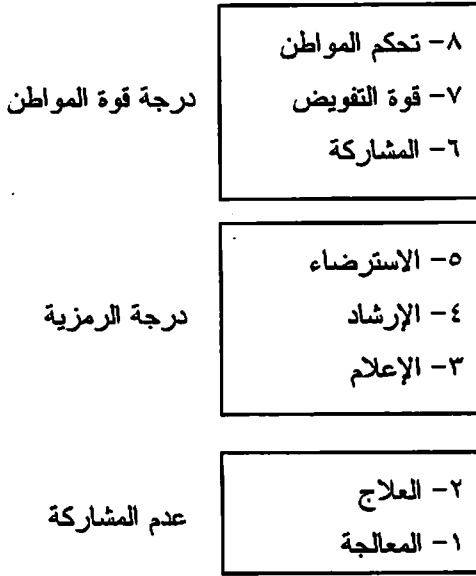 ٨- تحكم المواطن
٧- قوة التفويض
٦- المشاركة
درجة قوة المواطن
٥- الاسترضاء
٤- الإرشاد
٣- الإعلام
درجة الرمزية
٢- العلاج
١- المعالجة
عدم المشاركة